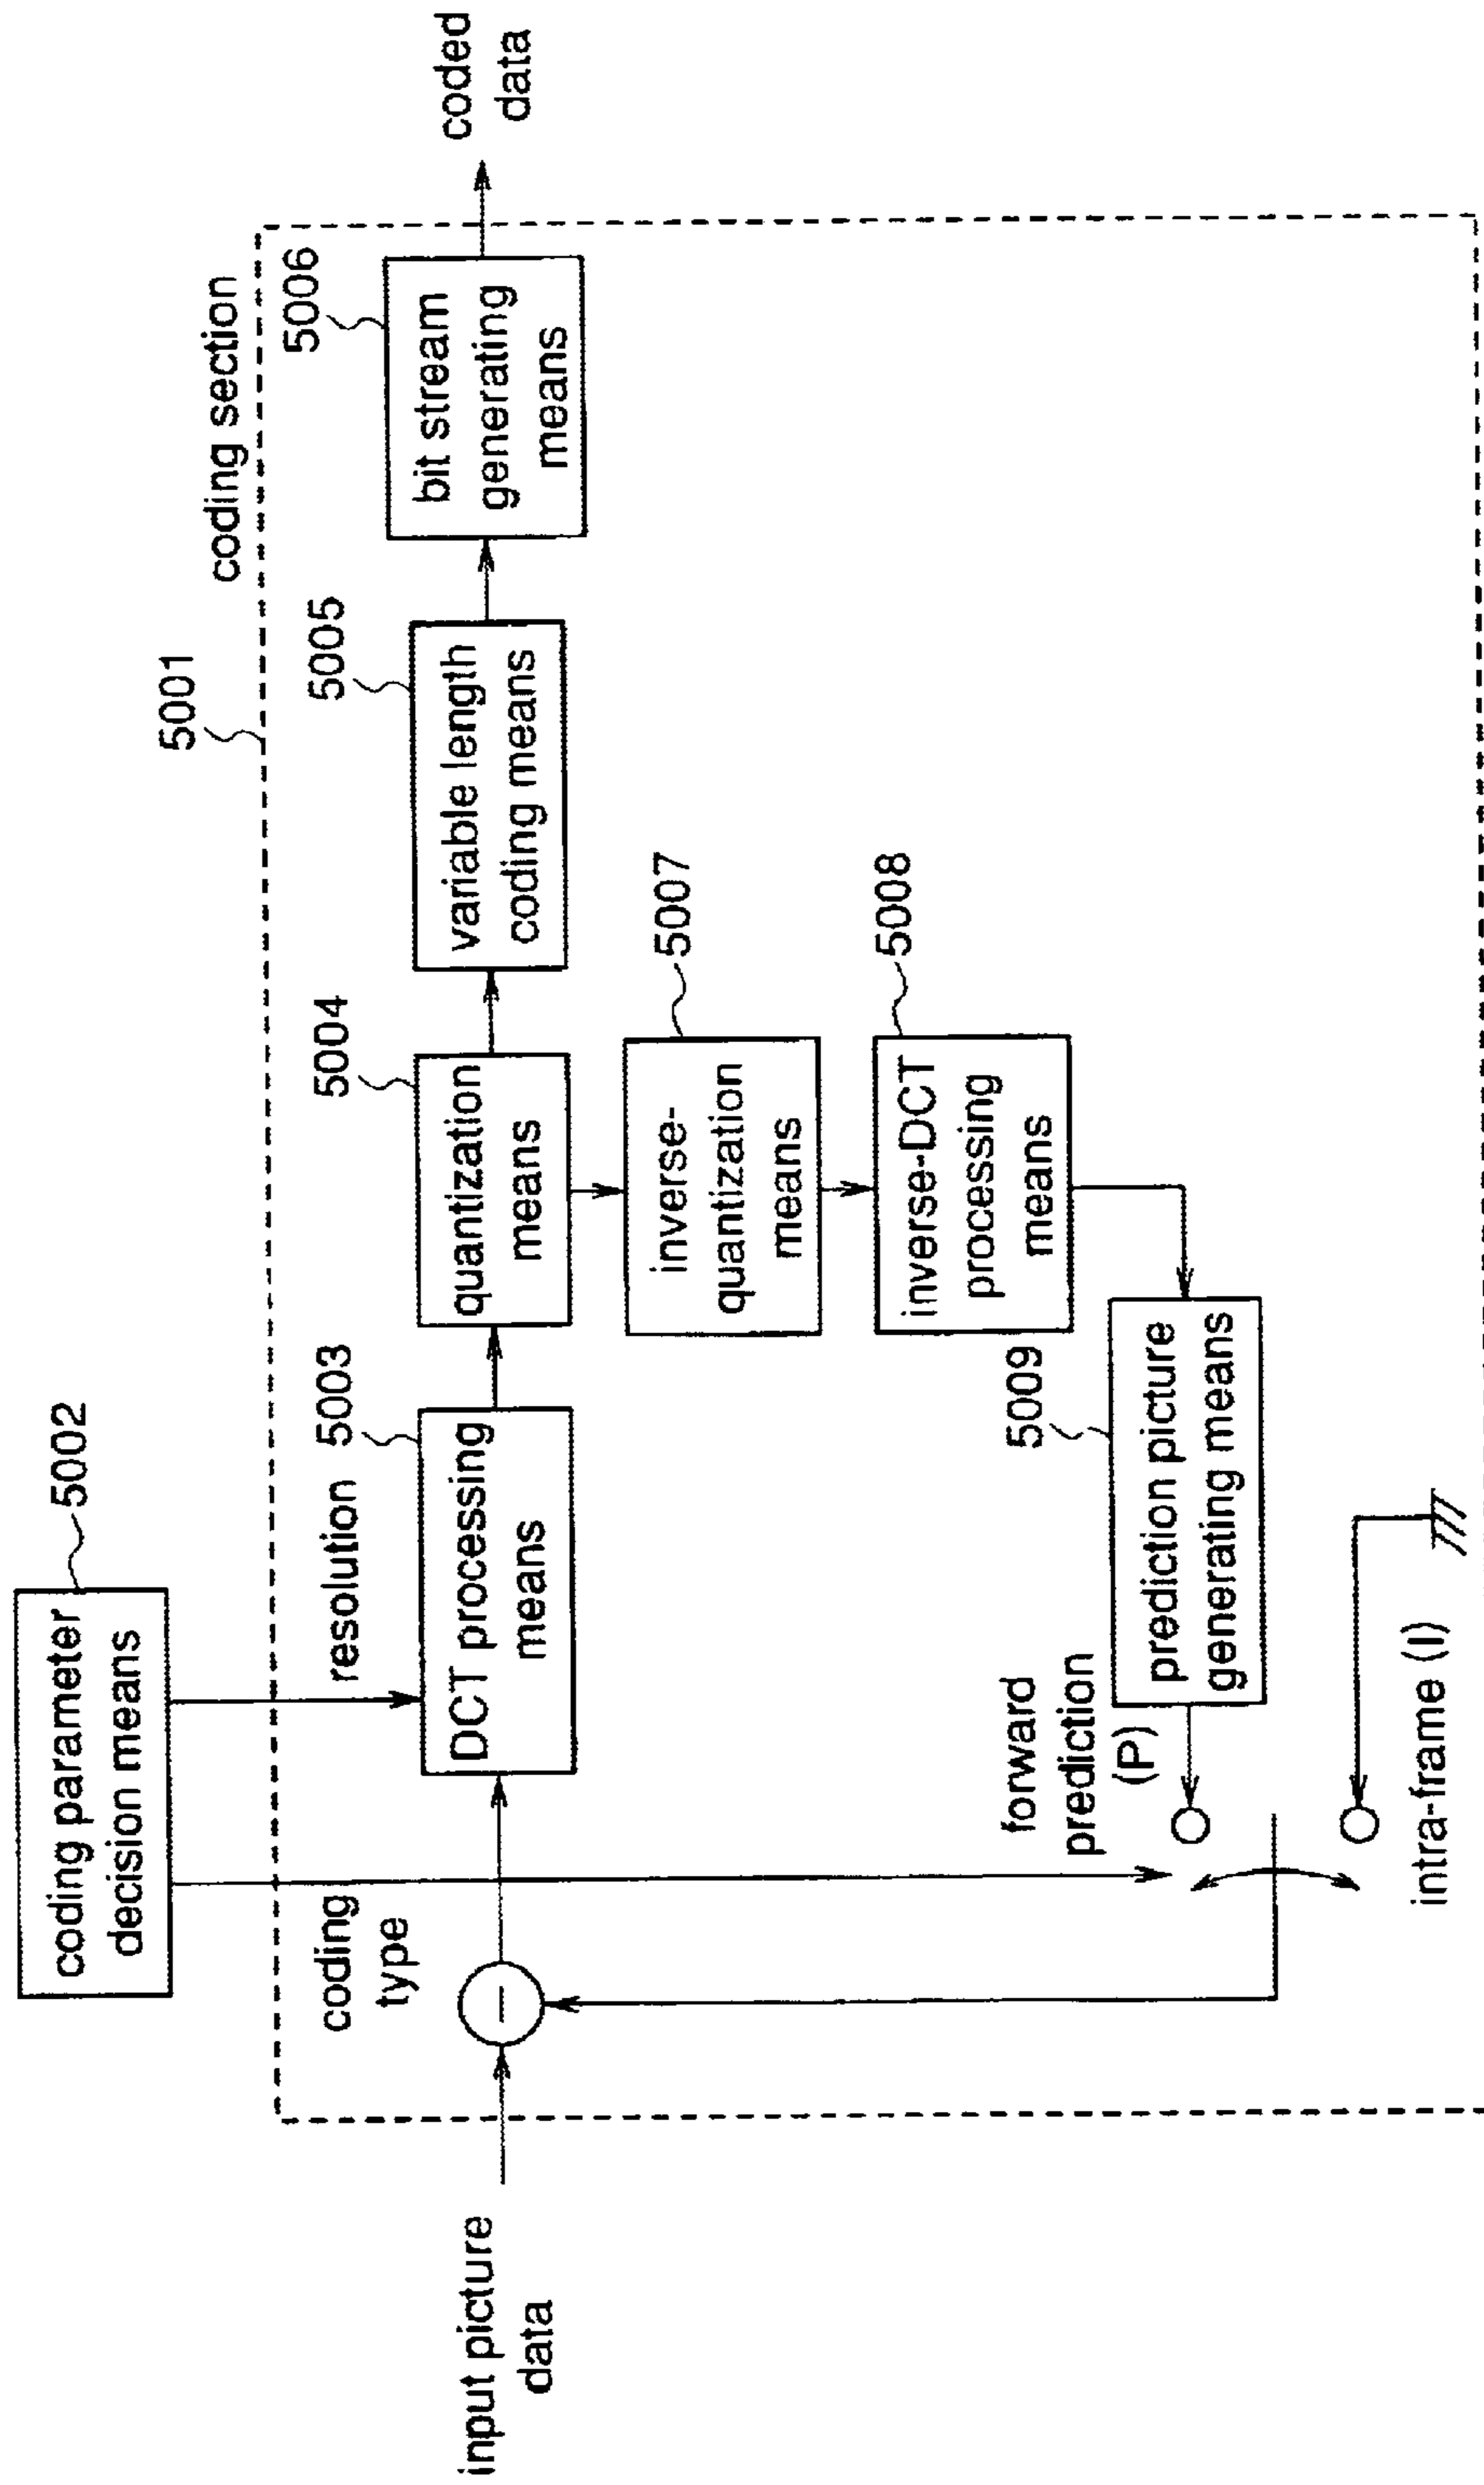 5002
coding parameter
decision means
5001
coding section
coding
type
resolution
5003
DCT processing
means
5004
quantization
means
5005
variable length
coding means
5006
bit stream
generating
means
coded
data
input picture
data
5007
inverse-
quantization
means
5008
inverse-DCT
processing
means
5009
prediction picture
generating means
forward
prediction
(P)
intra-frame (I)